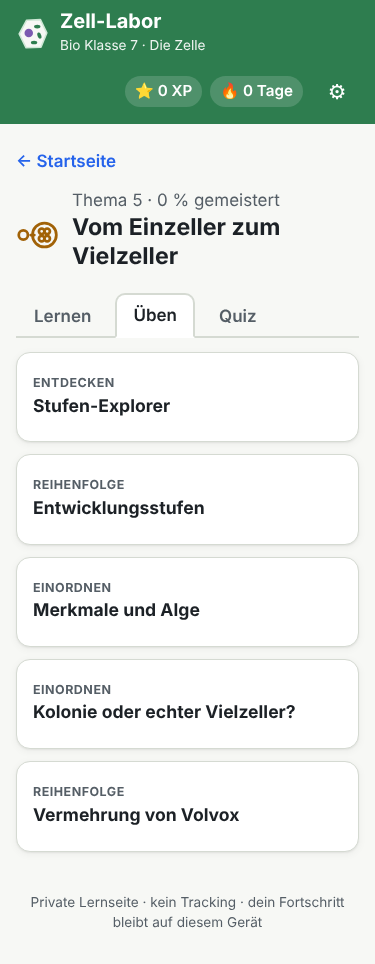 Zell-Labor
Bio Klasse 7 · Die Zelle
⭐ 0 XP
🔥 0 Tage
← Startseite
Thema 5 · 0 % gemeistert
Vom Einzeller zum
Vielzeller
Lernen
Üben
Quiz
ENTDECKEN
Stufen-Explorer
REIHENFOLGE
Entwicklungsstufen
EINORDNEN
Merkmale und Alge
EINORDNEN
Kolonie oder echter Vielzeller?
REIHENFOLGE
Vermehrung von Volvox
Private Lernseite · kein Tracking · dein Fortschritt
bleibt auf diesem Gerät